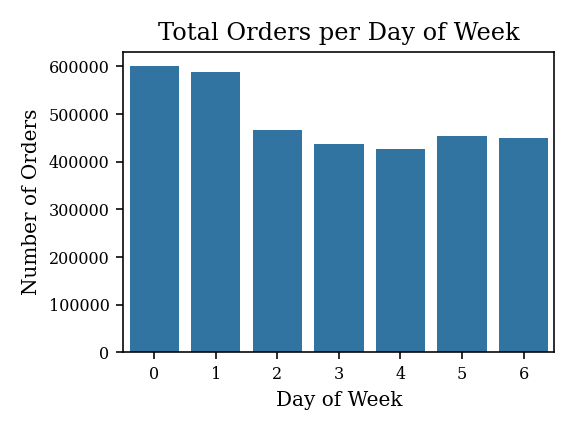 Total Orders per Day of Week
Number of Orders
600000
500000
400000
300000
200000
100000
0
0 1 2 3 4 5 6
Day of Week